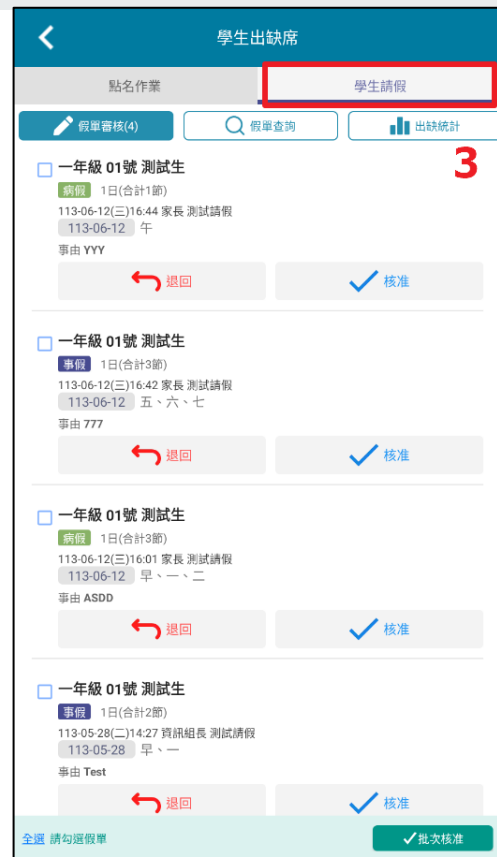 學生出缺席
點名作業 學生請假
假單審核(4) 假單查詢 出缺統計
3
一年級 01號 測試生
病假 1日(合計1節)
113-06-12(三)16:44 家長 測試請假
113-06-12 午
事由 YYY
退回 核准
一年級 01號 測試生
事假 1日(合計3節)
113-06-12(三)16:42 家長 測試請假
113-06-12 五、六、七
事由 777
退回 核准
一年級 01號 測試生
病假 1日(合計3節)
113-06-12(三)16:01 家長 測試請假
113-06-12 早、一、二
事由 ASDD
退回 核准
一年級 01號 測試生
事假 1日(合計2節)
113-05-28(二)14:27 資訊組長 測試請假
113-05-28 早、一
事由 Test
退回 核准
全選 請勾選假單 批次核准